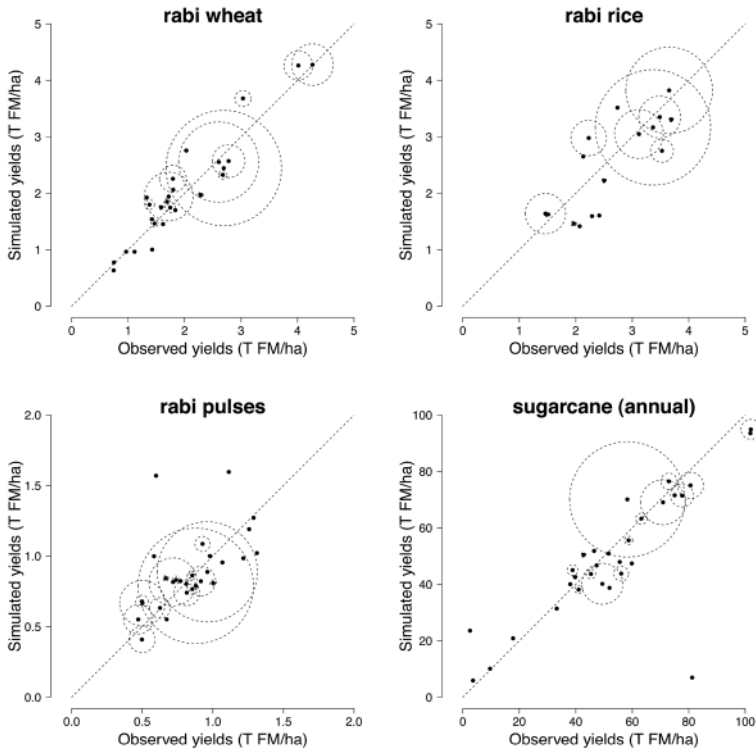 rabi wheat
Simulated yields (T FM/ha)
5
4
3
2
1
0
0 1 2 3 4 5
Observed yields (T FM/ha)
rabi rice
Simulated yields (T FM/ha)
5
4
3
2
1
0
0 1 2 3 4 5
Observed yields (T FM/ha)
rabi pulses
Simulated yields (T FM/ha)
2.0
1.5
1.0
0.5
0.0
0.0 0.5 1.0 1.5 2.0
Observed yields (T FM/ha)
sugarcane (annual)
Simulated yields (T FM/ha)
100
80
60
40
20
0
0 20 40 60 80 100
Observed yields (T FM/ha)